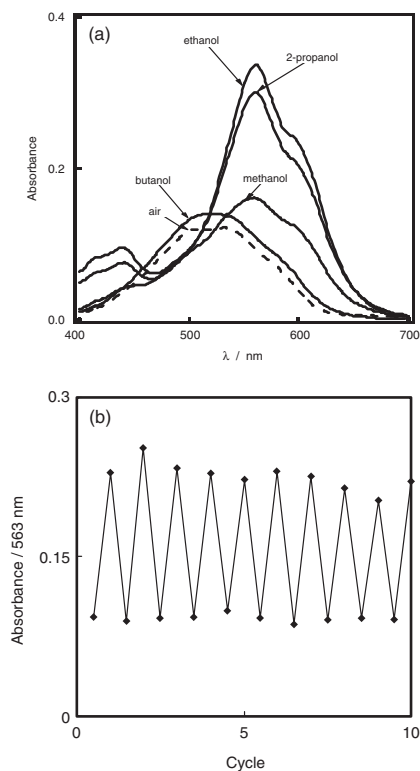 (a)
0.4
ethanol
2-propanol
Absorbance
0.2
butanol
methanol
air
0.0
400
500
600
700
λ / nm
(b)
0.3
Absorbance / 563 nm
0.15
0
0
5
10
Cycle